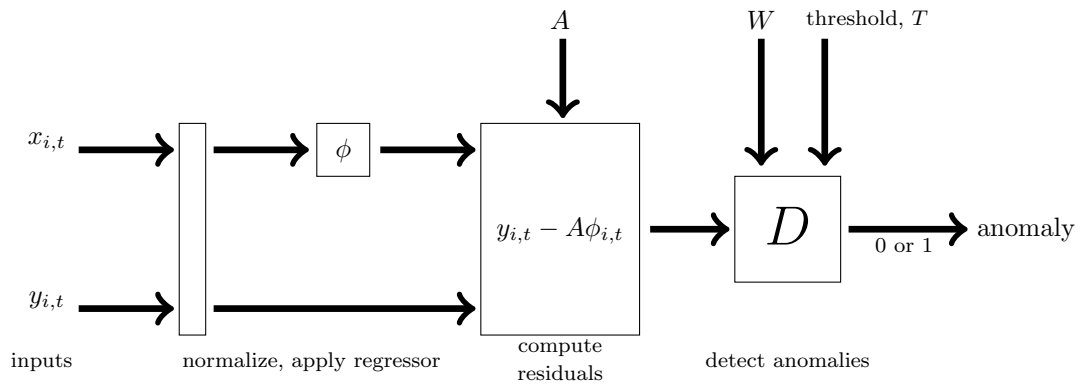 A
W
threshold, T
x_{i,t}
ϕ
y_{i,t} − Aϕ_{i,t}
D
anomaly
0 or 1
y_{i,t}
inputs
normalize, apply regressor
compute
residuals
detect anomalies